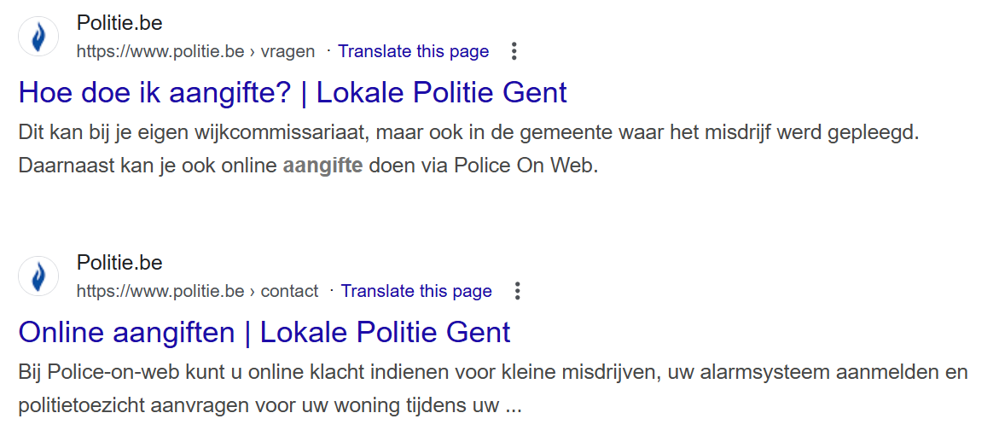 Politie.be
https://www.politie.be › vragen · Translate this page
Hoe doe ik aangifte? | Lokale Politie Gent
Dit kan bij je eigen wijkcommissariaat, maar ook in de gemeente waar het misdrijf werd gepleegd.
Daarnaast kan je ook online aangifte doen via Police On Web.
Politie.be
https://www.politie.be › contact · Translate this page
Online aangiften | Lokale Politie Gent
Bij Police-on-web kunt u online klacht indienen voor kleine misdrijven, uw alarmsysteem aanmelden en
politietoezicht aanvragen voor uw woning tijdens uw ...